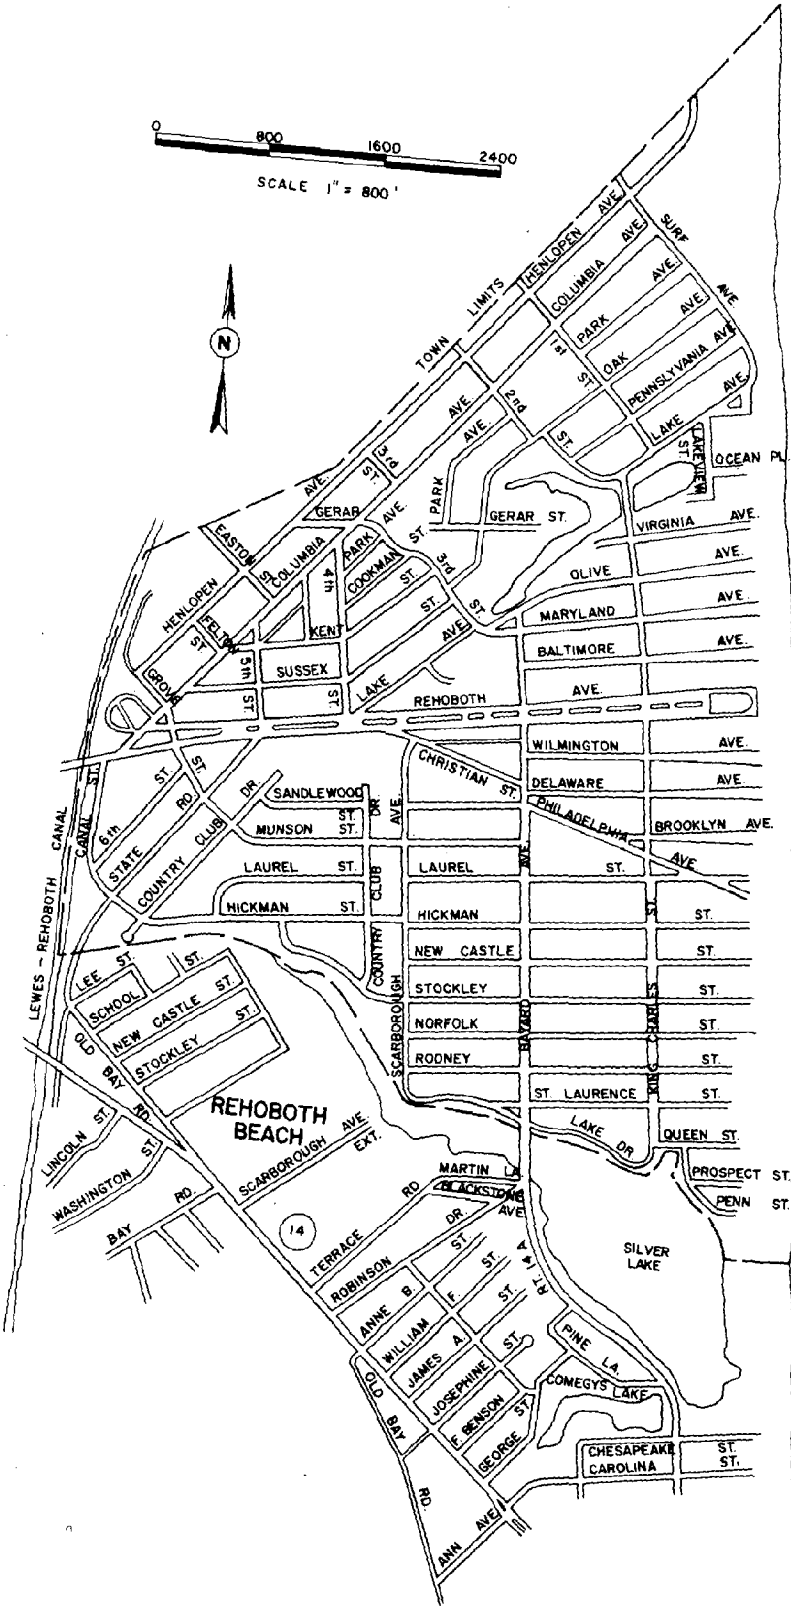 0 800 1600 2400
SCALE 1" = 800'
N
TOWN LIMITS
HENLOPEN AVE.
SURF AVE.
COLUMBIA AVE.
PARK AVE.
OAK AVE.
PENNSYLVANIA AVE.
LAKE AVE.
1st ST.
2nd ST.
3rd ST.
LAKEVIEW ST.
OCEAN PL.
AVE.
AVE.
PARK
GERAR ST.
VIRGINIA AVE.
OLIVE AVE.
MARYLAND AVE.
BALTIMORE AVE.
HENLOPEN AVE.
GERAR
EASTON ST.
COLUMBIA
PARK AVE.
COOKMAN ST.
4th ST.
3rd ST.
FELTON ST.
KENT ST.
SUSSEX ST.
5th ST.
GROVE ST.
LAKE AVE.
REHOBOTH AVE.
WILMINGTON AVE.
CHRISTIAN ST.
DELAWARE AVE.
PHILADELPHIA AVE.
BROOKLYN AVE.
LEWES - REHOBOTH CANAL
CANAL ST.
6th ST.
STATE RD.
COUNTRY CLUB DR.
SANDLEWOOD ST.
MUNSON ST.
LAUREL ST.
HICKMAN ST.
COUNTRY CLUB DR.
SCARBOROUGH AVE.
BAYARD AVE.
KING CHARLES ST.
LAUREL ST.
HICKMAN ST.
NEW CASTLE ST.
STOCKLEY ST.
NORFOLK ST.
RODNEY ST.
ST. LAURENCE ST.
LAKE DR
QUEEN ST.
PROSPECT ST.
PENN ST.
LEE ST.
SCHOOL ST.
NEW CASTLE ST.
STOCKLEY ST.
OLD BAY RD.
REHOBOTH
BEACH
SCARBOROUGH AVE.
EXT.
LINCOLN ST.
WASHINGTON ST.
BAY RD.
14
MARTIN LA.
BLACKSTONE
AVE.
TERRACE RD
ROBINSON DR.
RT. 14 A
SILVER
LAKE
ANNE B. ST.
WILLIAM F. ST.
JAMES A. ST.
JOSEPHINE ST.
F. BENSON ST.
GEORGE
PINE LA.
COMEGYS LAKE
OLD BAY RD.
CHESAPEAKE ST.
CAROLINA ST.
ANN AVE.